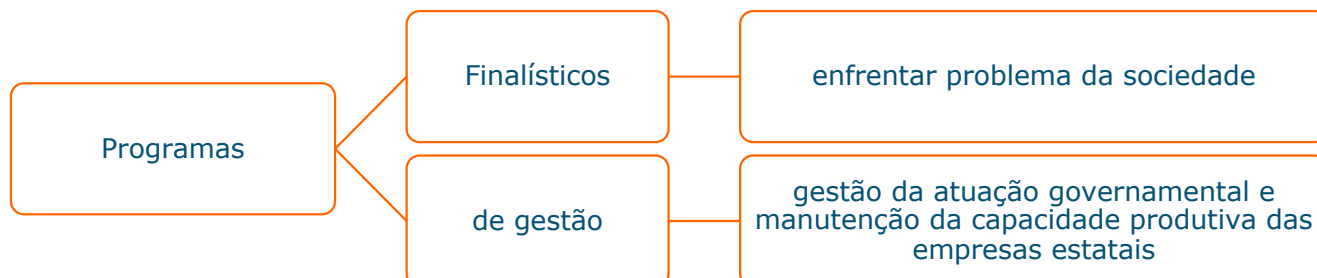 Programas
Finalísticos
enfrentar problema da sociedade
de gestão
gestão da atuação governamental e
manutenção da capacidade produtiva das
empresas estatais